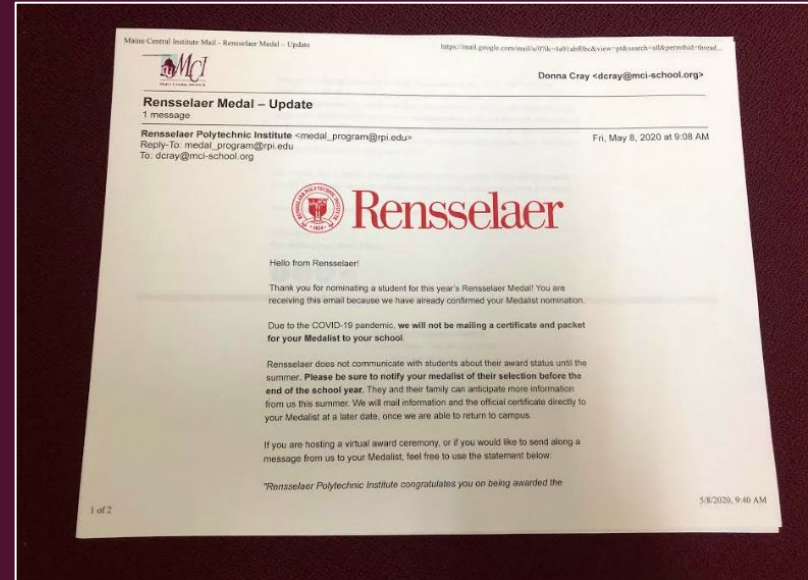 Maine Central Institute Mail - Rensselaer Medal – Update
MCI
Donna Cray <dcray@mci-school.org>
Rensselaer Medal – Update
1 message
Rensselaer Polytechnic Institute <medal_program@rpi.edu>
Fri, May 8, 2020 at 9:08 AM
Reply-To: medal_program@rpi.edu
To: dcray@mci-school.org
Rensselaer
Hello from Rensselaer!
Thank you for nominating a student for this year's Rensselaer Medal! You are
receiving this email because we have already confirmed your Medalist nomination.
Due to the COVID-19 pandemic, we will not be mailing a certificate and packet
for your Medalist to your school.
Rensselaer does not communicate with students about their award status until the
summer. Please be sure to notify your medalist of their selection before the
end of the school year. They and their family can anticipate more information
from us this summer. We will mail information and the official certificate directly to
your Medalist at a later date, once we are able to return to campus.
If you are hosting a virtual award ceremony, or if you would like to send along a
message from us to your Medalist, feel free to use the statement below:
"Rensselaer Polytechnic Institute congratulates you on being awarded the
1 of 2
5/8/2020, 9:40 AM